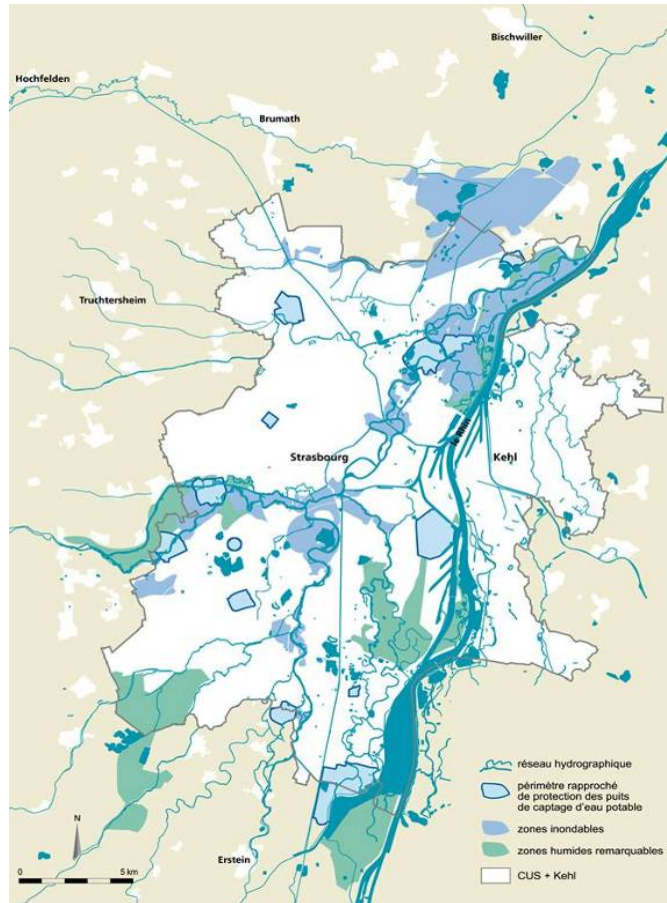 Bischwiller
Hochfelden
Brumath
Truchtersheim
le Rhin
Strasbourg
Kehl
réseau hydrographique
périmètre rapproché
de protection des puits
de captage d'eau potable
zones inondables
zones humides remarquables
CUS + Kehl
N
0 5 km
Erstein